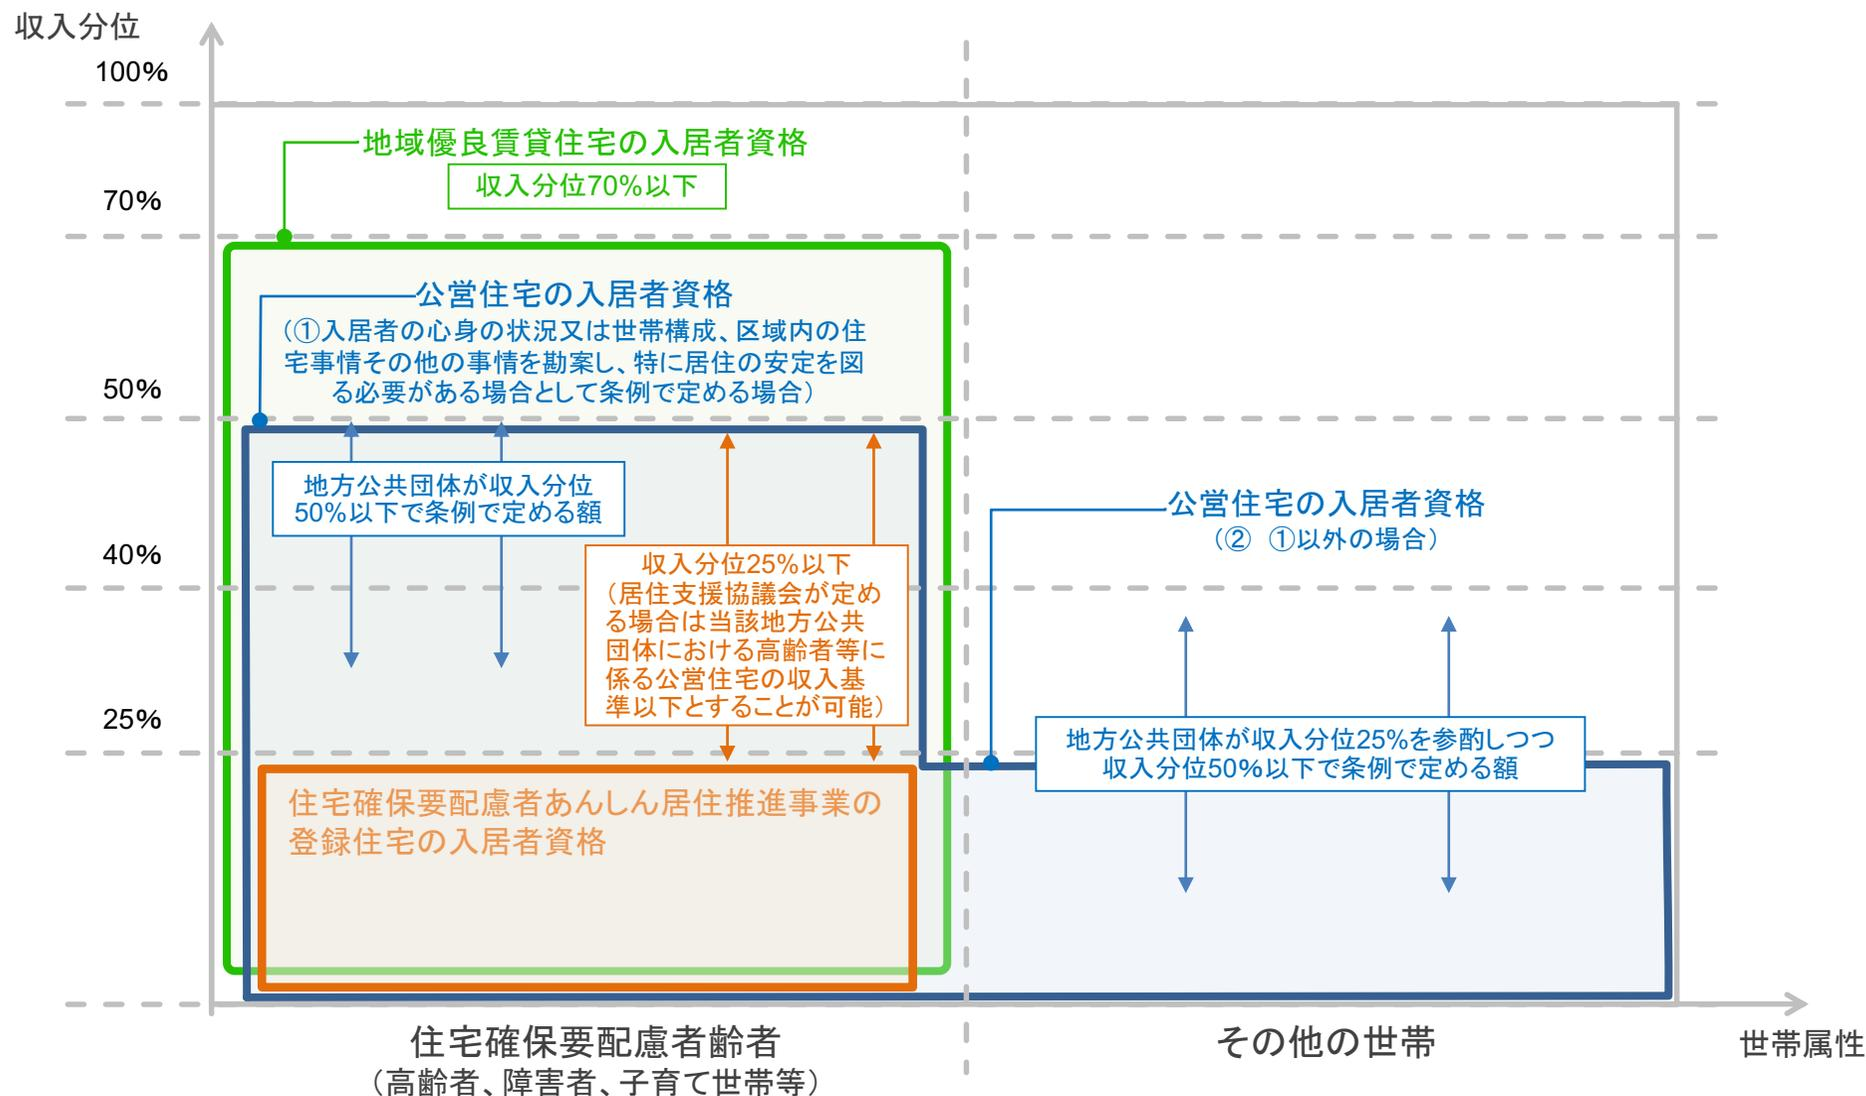 収入分位
100%
地域優良賃貸住宅の入居者資格
収入分位70%以下
70%
公営住宅の入居者資格
（①入居者の心身の状況又は世帯構成、区域内の住
宅事情その他の事情を勘案し、特に居住の安定を図
る必要がある場合として条例で定める場合）
50%
地方公共団体が収入分位
50%以下で条例で定める額
公営住宅の入居者資格
（②　①以外の場合）
40%
収入分位25%以下
（居住支援協議会が定め
る場合は当該地方公共
団体における高齢者等に
係る公営住宅の収入基
準以下とすることが可能）
25%
地方公共団体が収入分位25%を参酌しつつ
収入分位50%以下で条例で定める額
住宅確保要配慮者あんしん居住推進事業の
登録住宅の入居者資格
住宅確保要配慮者齢者
（高齢者、障害者、子育て世帯等）
その他の世帯
世帯属性